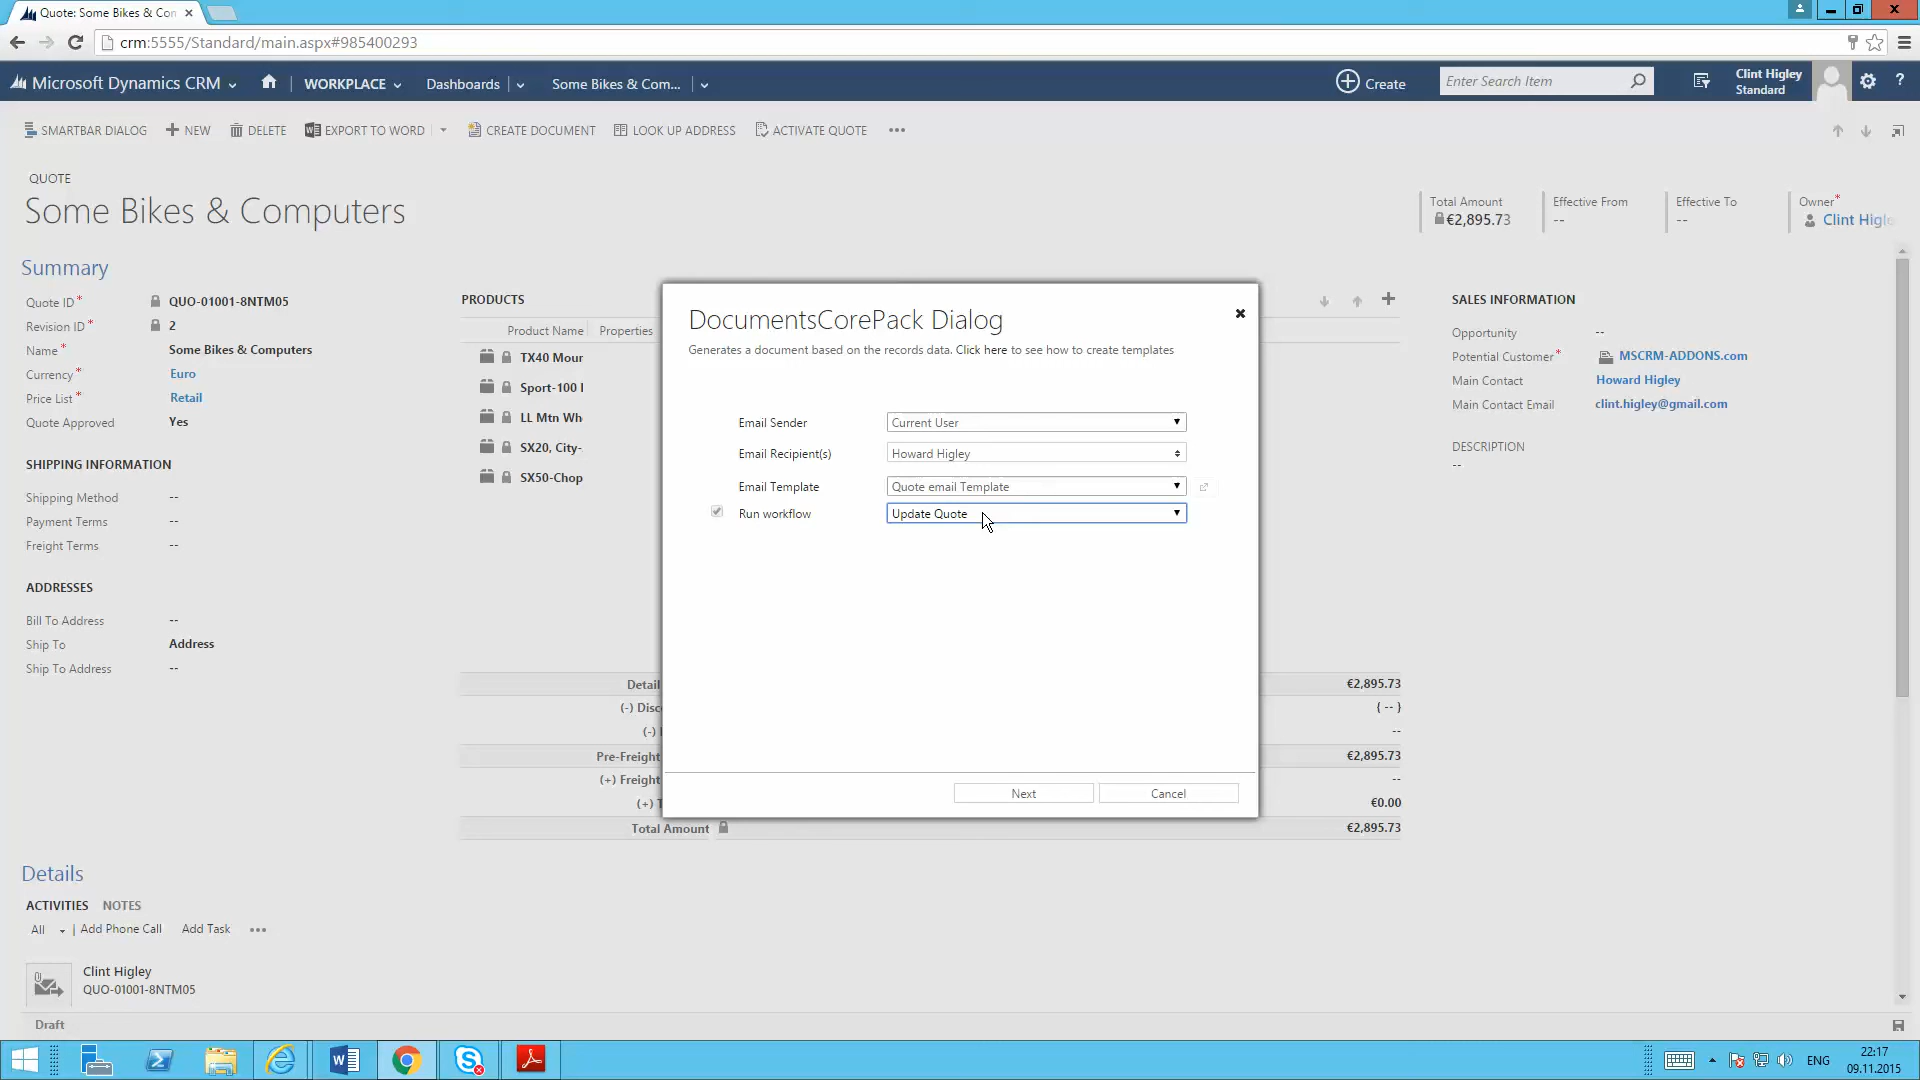 Quote: Some Bikes & Con
crm:5555/Standard/main.aspx#985400293
Microsoft Dynamics CRM
WORKPLACE
Dashboards
Some Bikes & Com...
Create
Enter Search Item
Clint Higley
Standard
?
SMARTBAR DIALOG
NEW
DELETE
EXPORT TO WORD
CREATE DOCUMENT
LOOK UP ADDRESS
ACTIVATE QUOTE
QUOTE
Some Bikes & Computers
Total Amount
€2,895.73
Effective From
--
Effective To
--
Owner*
Clint Higl
Summary
Quote ID* QUO-01001-8NTM05
Revision ID* 2
Name* Some Bikes & Computers
Currency* Euro
Price List* Retail
Quote Approved Yes
SHIPPING INFORMATION
Shipping Method --
Payment Terms --
Freight Terms --
ADDRESSES
Bill To Address --
Ship To Address
Ship To Address --
PRODUCTS
Product Name Properties
TX40 Mour
Sport-100
LL Mtn Wh
SX20, City-
SX50-Chop
Detail €2,895.73
(-) Disc ( -- )
(-) --
Pre-Freight €2,895.73
(+) Freight --
(+) T €0.00
Total Amount €2,895.73
DocumentsCorePack Dialog
Generates a document based on the records data. Click here to see how to create templates
Email Sender Current User
Email Recipient(s) Howard Higley
Email Template Quote email Template
Run workflow Update Quote
Next
Cancel
SALES INFORMATION
Opportunity --
Potential Customer* MSCRM-ADDONS.com
Main Contact Howard Higley
Main Contact Email clint.higley@gmail.com
DESCRIPTION
--
Details
ACTIVITIES NOTES
All | Add Phone Call Add Task
Clint Higley
QUO-01001-8NTM05
Draft
ENG
22:17
09.11.2015